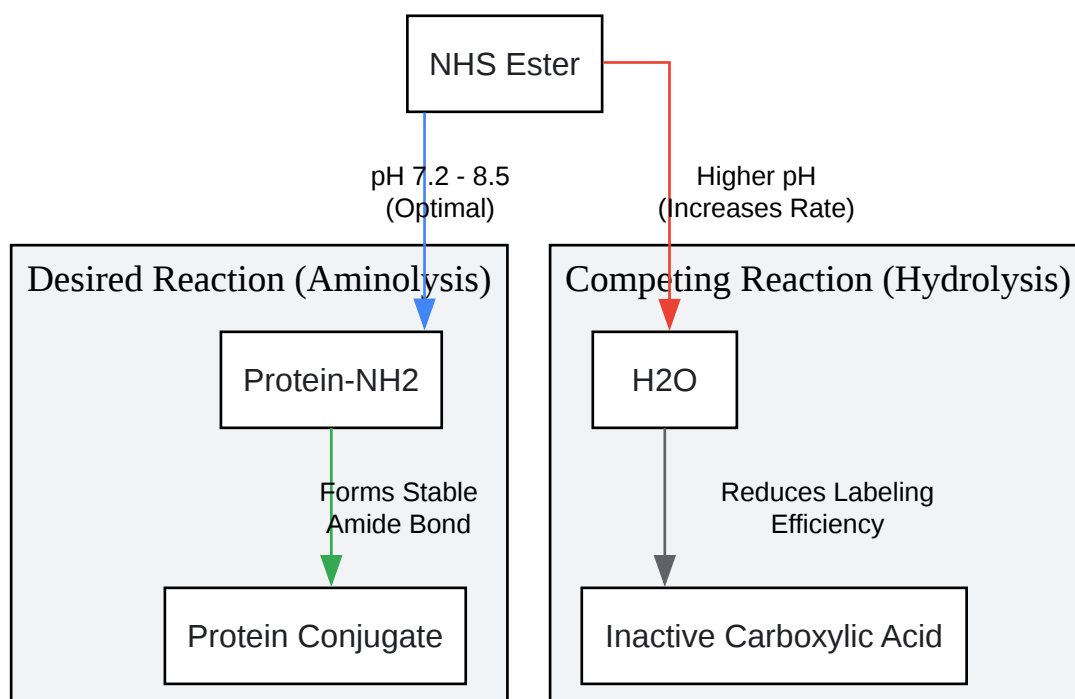 NHS Ester
pH 7.2 - 8.5
(Optimal)
Higher pH
(Increases Rate)
Desired Reaction (Aminolysis)
Protein-NH2
Forms Stable
Amide Bond
Protein Conjugate
Competing Reaction (Hydrolysis)
H2O
Reduces Labeling
Efficiency
Inactive Carboxylic Acid